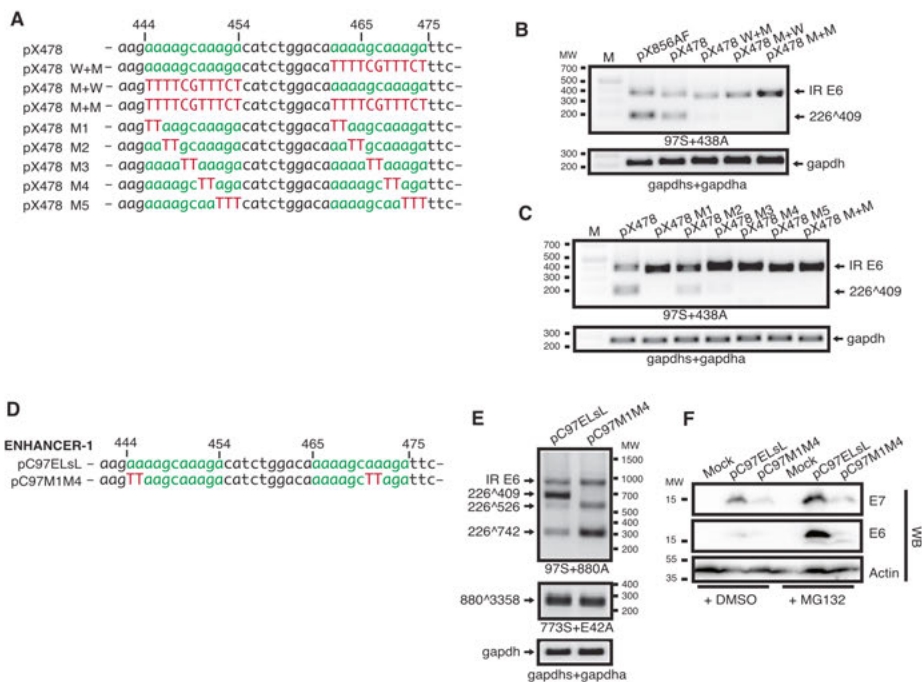 A
444 454 465 475
pX478 – aagaaaaagcaaagacatctggacaaaaagcaaagattc–
pX478 W+M – aagaaaaagcaaagacatctggacaTTTTCGTTTCTttc–
pX478 M+W – aagTTTTCGTTTCTcatctggacaaaaagcaaagattc–
pX478 M+M – aagTTTTCGTTTCTcatctggacaTTTTCGTTTCTttc–
pX478 M1 – aagTTaagcaaagacatctggacaTTaagcaaagattc–
pX478 M2 – aagaaTTgcaaagacatctggacaaaTTgcaaagattc–
pX478 M3 – aagaaaaTTaaagacatctggacaaaaaTTaaagattc–
pX478 M4 – aagaaaagcTTagacatctggacaaaaagcTTagattc–
pX478 M5 – aagaaaagcaaTTTcatctggacaaaaagcaaTTTttc–
B
MW M pX856AF pX478 pX478 W+M pX478 M+W pX478 M+M
700
500
400
300
200
IR E6
226^409
97S+438A
300
200
gapdh
gapdhs+gapdha
C
M pX478 pX478 M1 pX478 M2 pX478 M3 pX478 M4 pX478 M5 pX478 M+M
700
500
400
300
200
IR E6
226^409
97S+438A
300
200
gapdh
gapdhs+gapdha
D
ENHANCER-1 444 454 465 475
pC97ELsL – aagaaaagcaaagacatctggacaaaaagcaaagattc–
pC97M1M4 – aagTTaagcaaagacatctggacaaaaagcTTagattc–
E
pC97ELsL pC97M1M4
MW
1500
1000
700
500
400
300
200
IR E6
226^409
226^526
226^742
97S+880A
400
300
200
880^3358
773S+E42A
gapdh
gapdhs+gapdha
F
Mock pC97ELsL pC97M1M4 Mock pC97ELsL pC97M1M4
MW
15
E7
15
E6
55
35
Actin
WB
+ DMSO + MG132